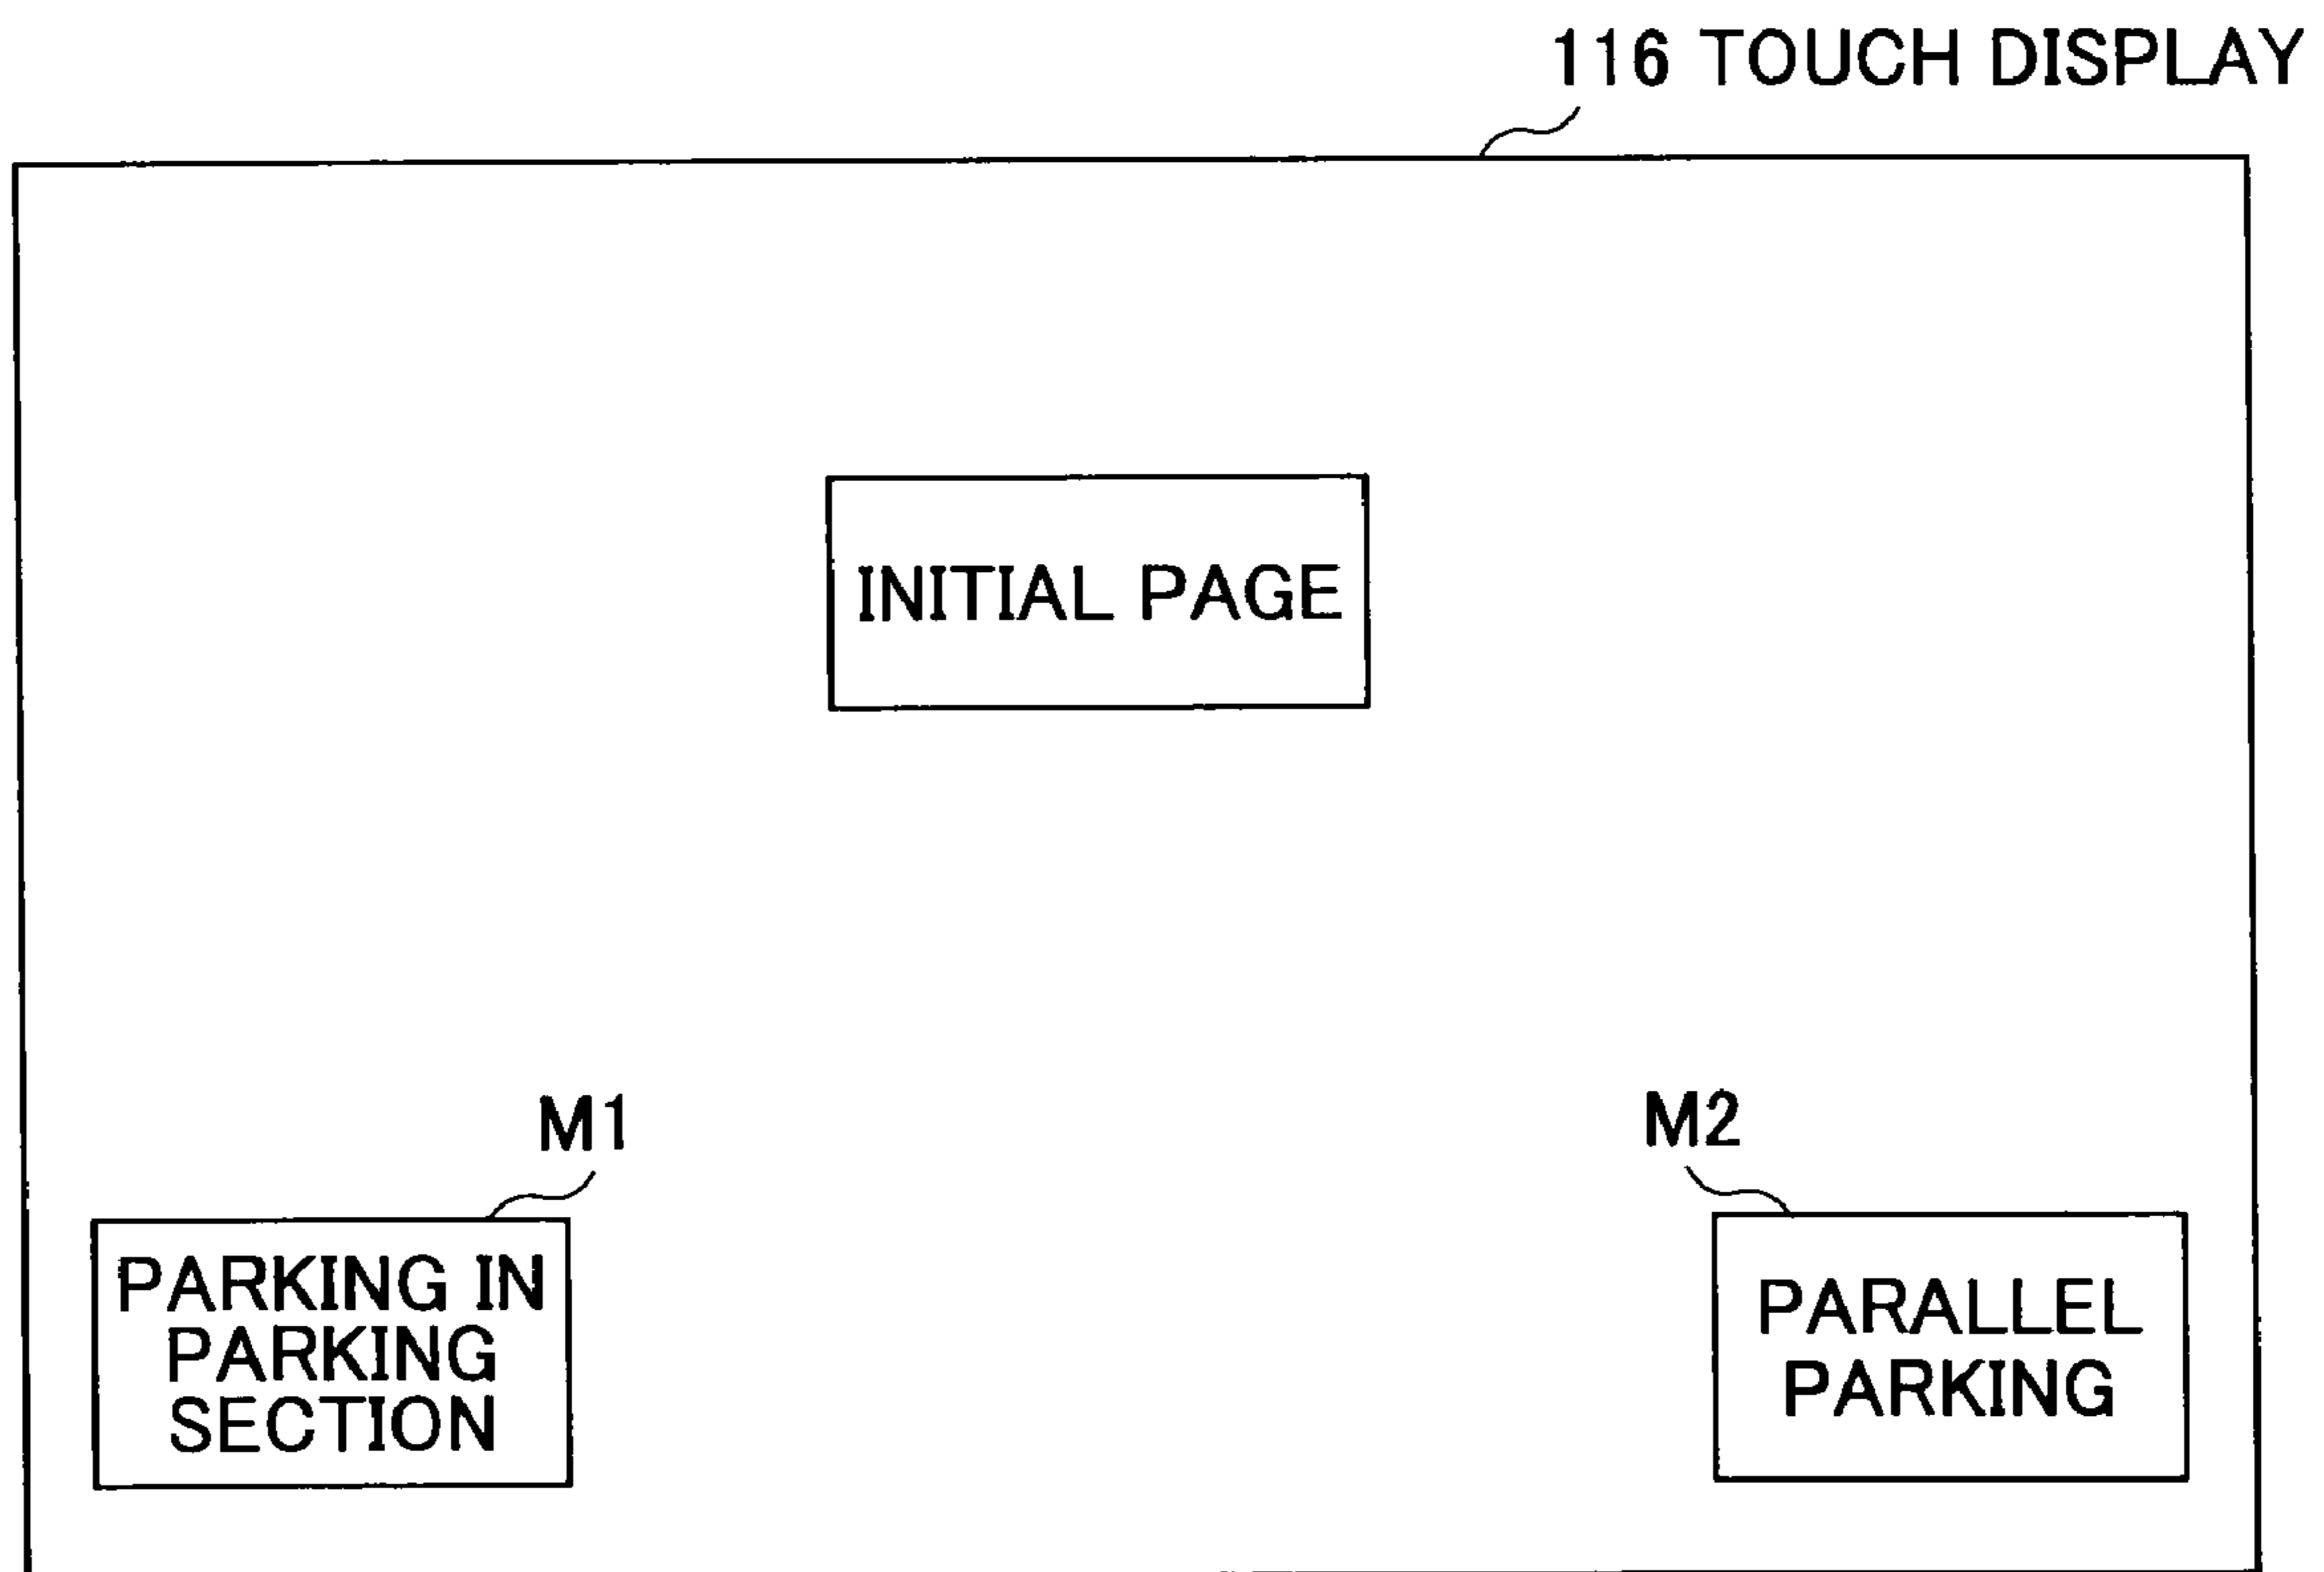 116 TOUCH DISPLAY
INITIAL PAGE
M1
M2
PARKING IN
PARKING
SECTION
PARALLEL
PARKING